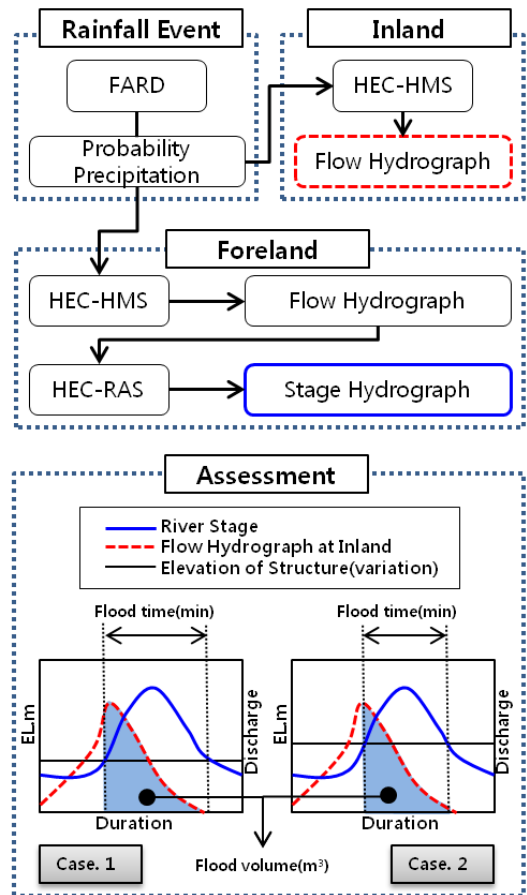 Rainfall Event
FARD
Probability
Precipitation
Inland
HEC-HMS
Flow Hydrograph
Foreland
HEC-HMS
Flow Hydrograph
HEC-RAS
Stage Hydrograph
Assessment
River Stage
Flow Hydrograph at Inland
Elevation of Structure(variation)
Flood time(min)
Flood time(min)
EL.m
Discharge
EL.m
Discharge
Duration
Duration
Case. 1
Flood volume(m³)
Case. 2